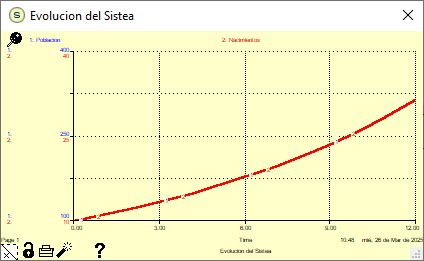 Evolucion del Sistea
1: Poblacion 2: Nacimientos
1: 400
2: 40
1: 250
2: 25
1: 100
2: 10
0.00 3.00 6.00 9.00 12.00
Page 1 Time 10:48 mié, 26 de Mar de 2025
Evolucion del Sistea
?